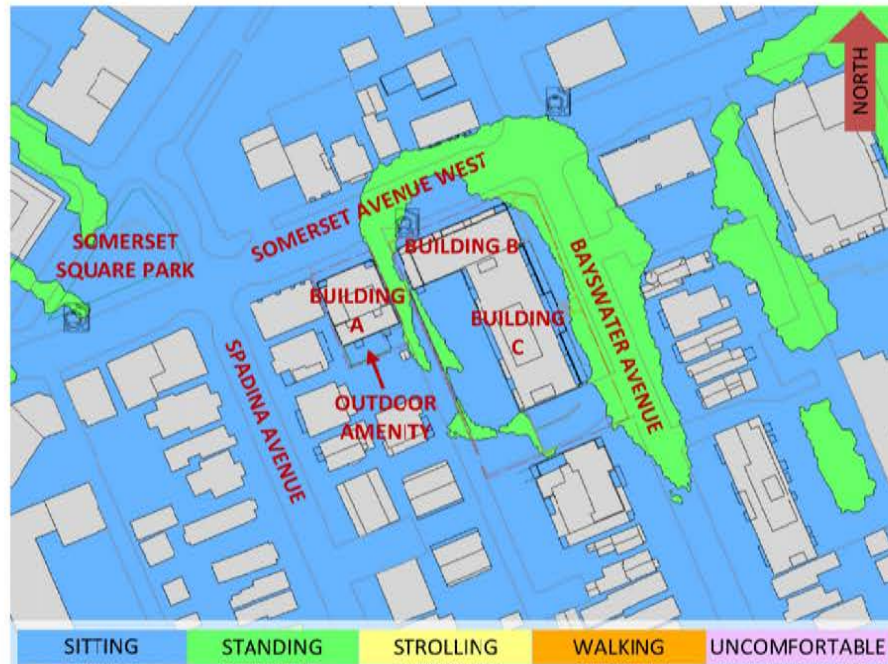 NORTH
SOMERSET AVENUE WEST
SOMERSET
SQUARE PARK
BUILDING B
BUILDING
A
BUILDING
C
BAYSWATER AVENUE
SPADINA AVENUE
OUTDOOR
AMENITY
SITTING
STANDING
STROLLING
WALKING
UNCOMFORTABLE